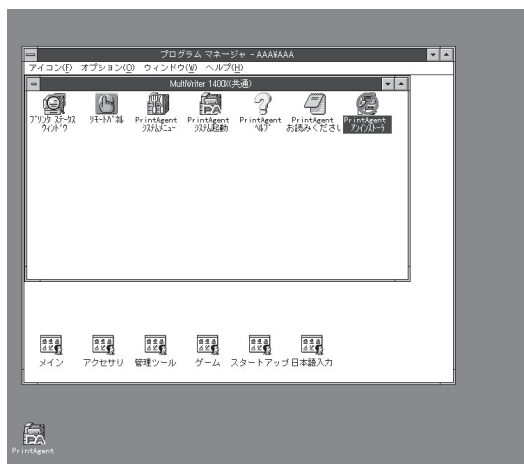 プログラム マネージャ - AAA¥AAA
アイコン(F) オプション(O) ウィンドウ(W) ヘルプ(H)
MultiWriter 1400X(共通)
プリンタ ステータス
ウィンドウ
リモートパネル
PrintAgent
システムメニュー
PrintAgent
システム起動
PrintAgent
ヘルプ
PrintAgent
お読みください
PrintAgent
アンインストーラ
メイン
アクセサリ
管理ツール
ゲーム
スタートアップ
日本語入力
PrintAgent